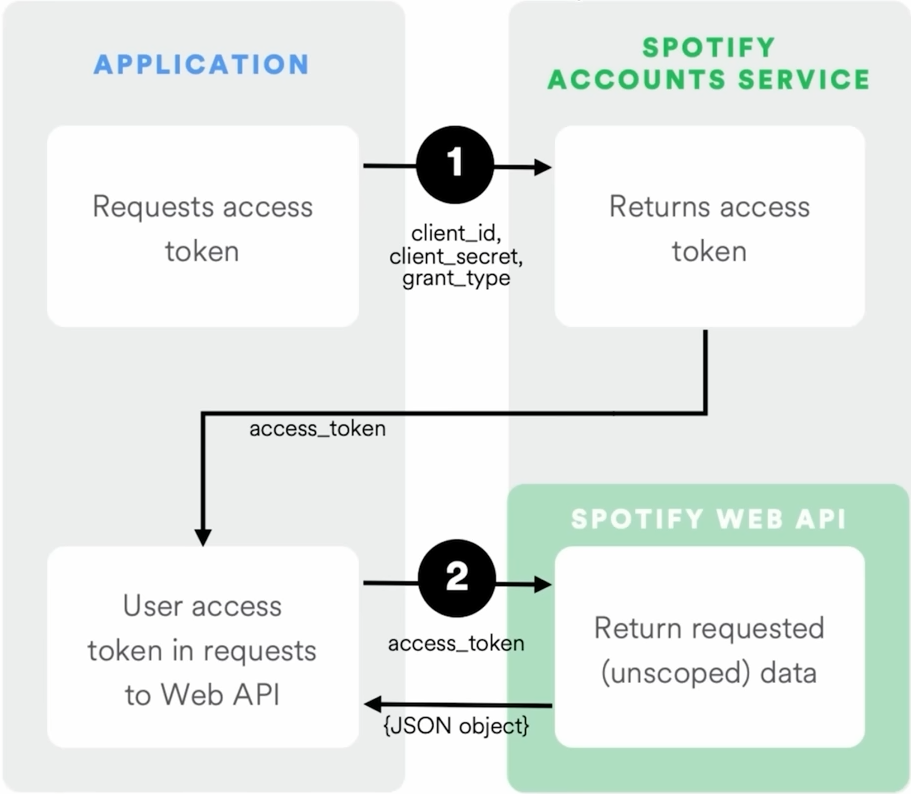 APPLICATION
SPOTIFY
ACCOUNTS SERVICE
Requests access
token
1
client_id,
client_secret,
grant_type
Returns access
token
access_token
SPOTIFY WEB API
User access
token in requests
to Web API
2
access_token
{JSON object}
Return requested
(unscoped) data